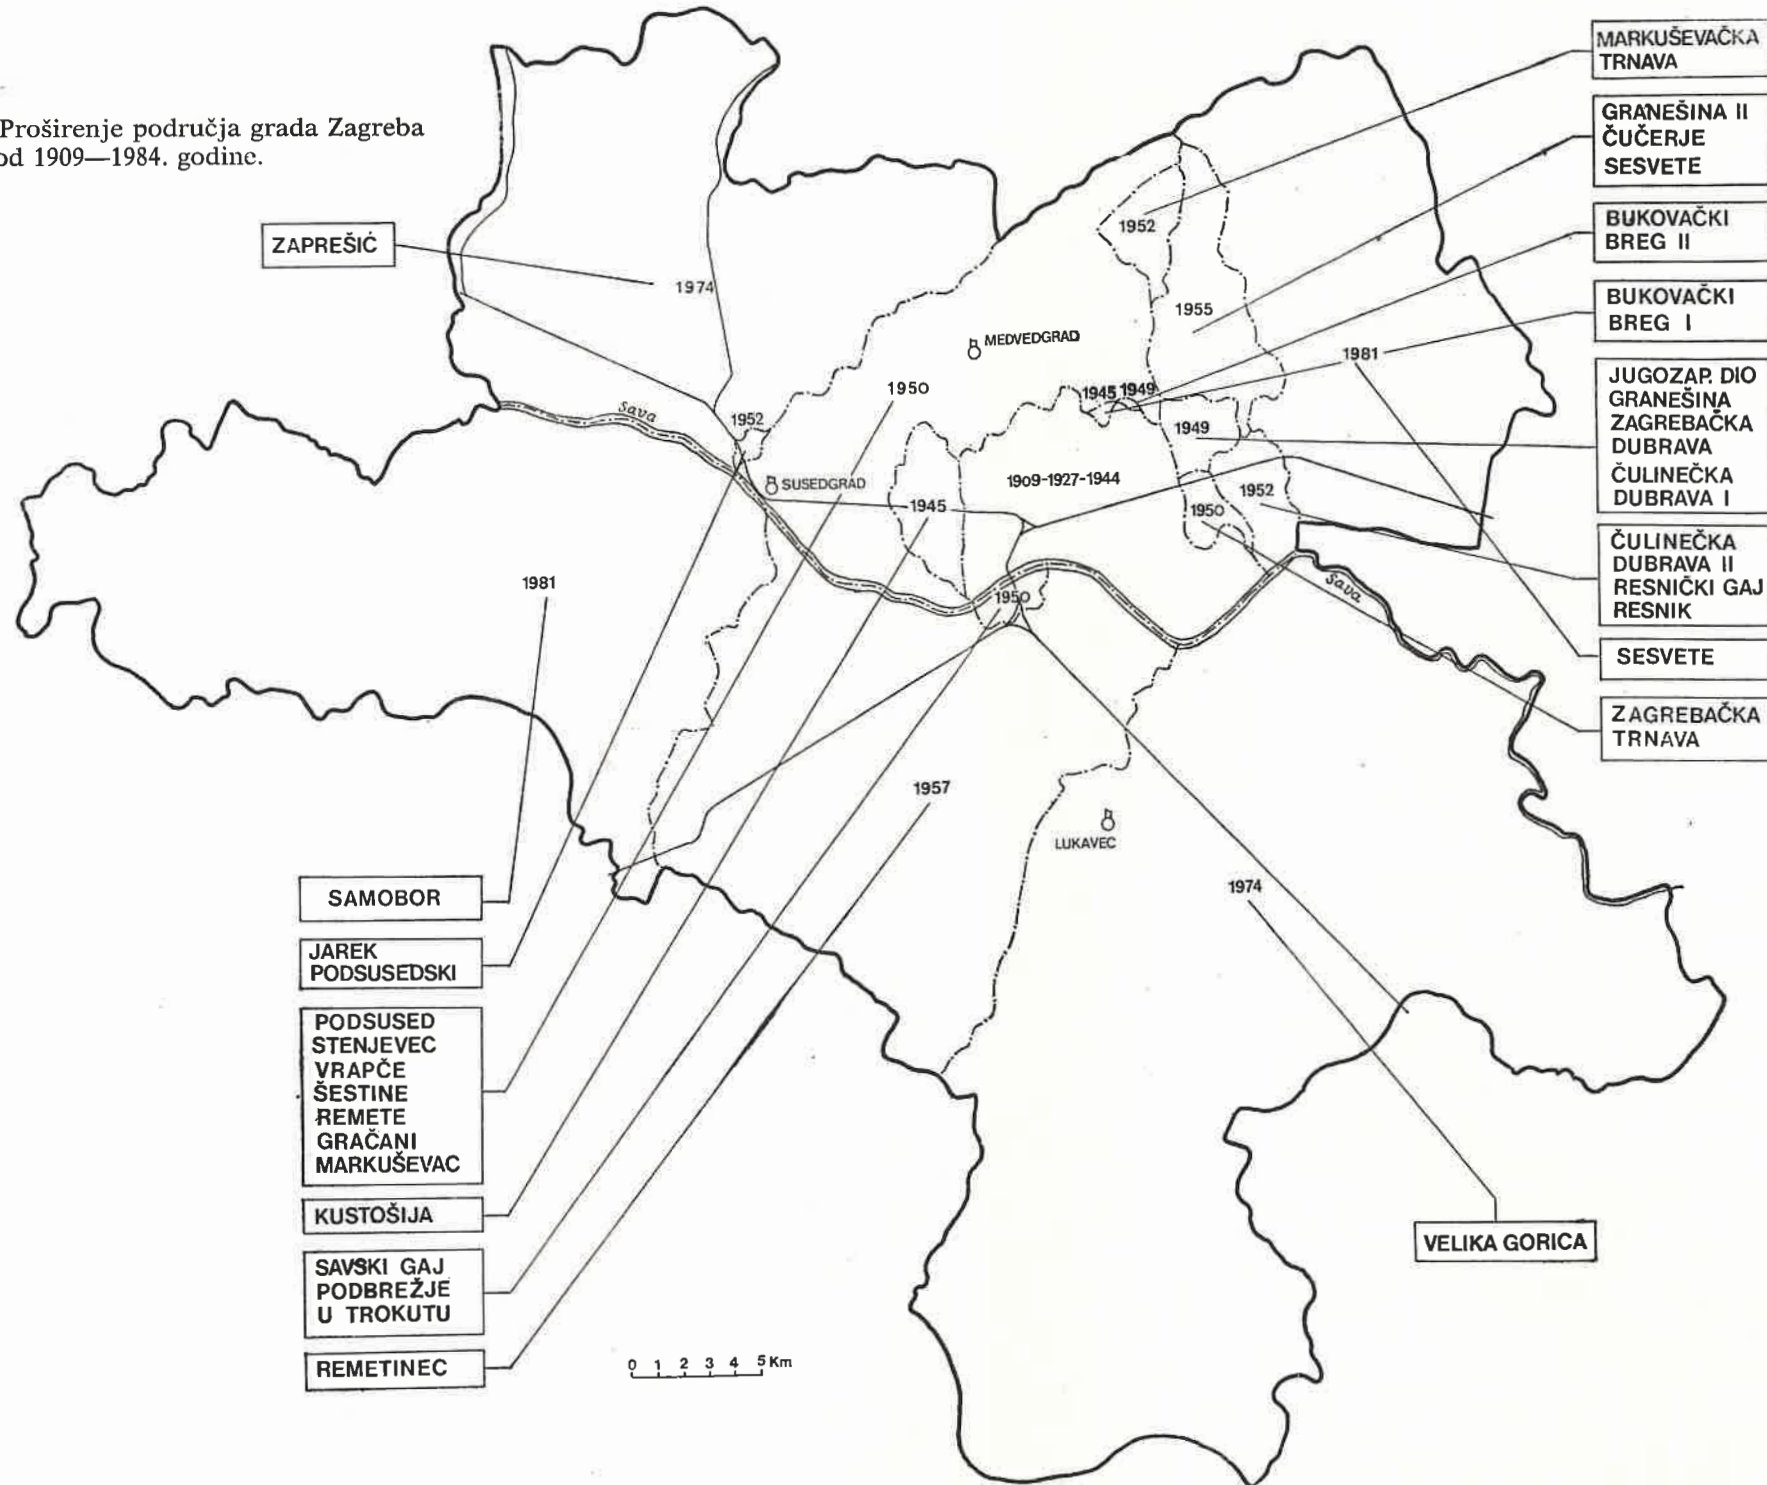 Proširenje područja grada Zagreba
od 1909—1984. godine.
MARKUŠEVAČKA
TRNAVA
GRANEŠINA II
ČUČERJE
SESVETE
BUKOVAČKI
BREG II
BUKOVAČKI
BREG I
JUGOZAP. DIO
GRANEŠINA
ZAGREBAČKA
DUBRAVA
ČULINEČKA
DUBRAVA I
ČULINEČKA
DUBRAVA II
RESNIČKI GAJ
RESNIK
SESVETE
ZAGREBAČKA
TRNAVA
ZAPREŠIĆ
1974
1952
1955
MEDVEDGRAD
1981
1950
1945
1949
1952
Sava
1949
SUSEDGRAD
1909-1927-1944
1945
1952
1950
1981
1950
Sava
1957
LUKAVEC
1974
SAMOBOR
JAREK
PODSUSEDSKI
PODSUSED
STENJEVEC
VRAPČE
ŠESTINE
REMETE
GRAČANI
MARKUŠEVAC
KUSTOŠIJA
SAVSKI GAJ
PODBREŽJE
U TROKUTU
REMETINEC
VELIKA GORICA
0 1 2 3 4 5 Km